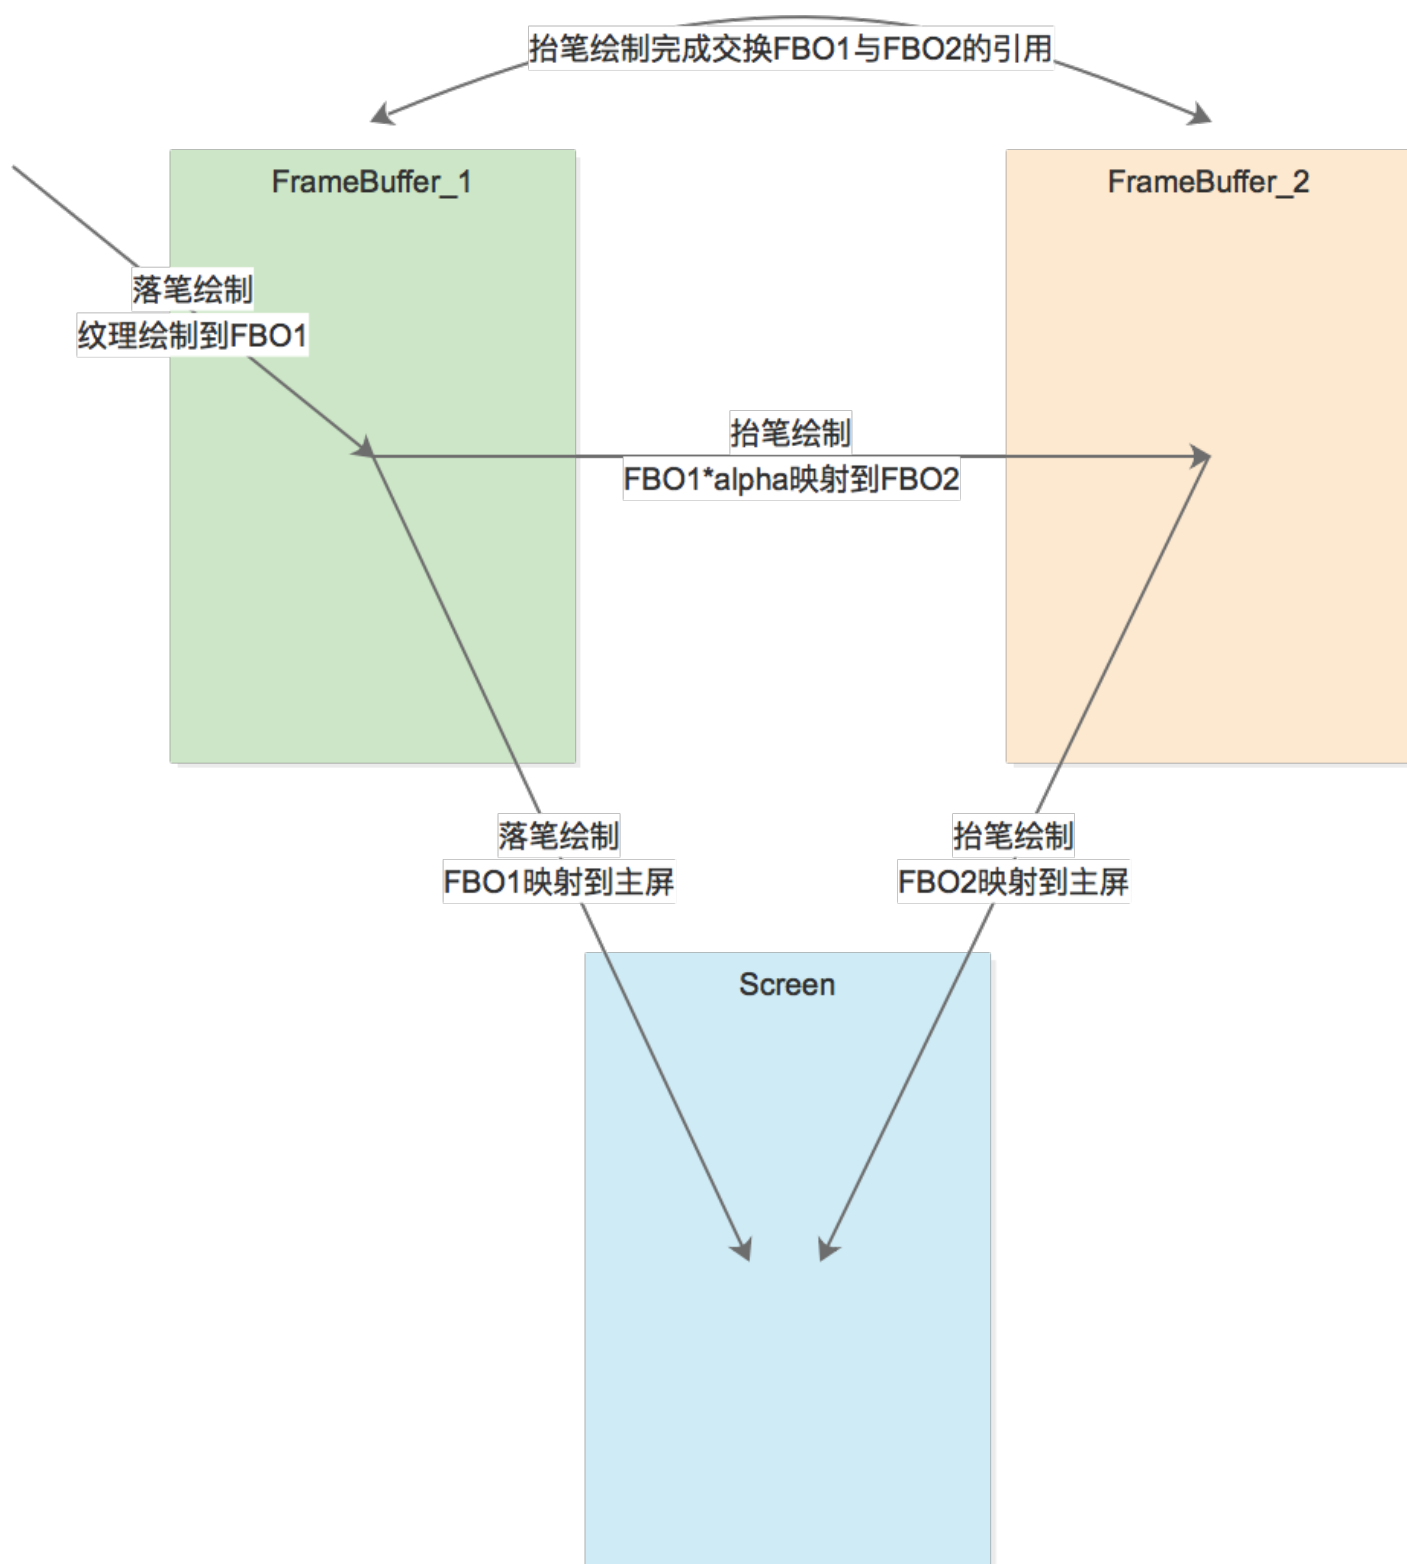 抬笔绘制完成交换FBO1与FBO2的引用
FrameBuffer_1
FrameBuffer_2
落笔绘制
纹理绘制到FBO1
抬笔绘制
FBO1*alpha映射到FBO2
落笔绘制
FBO1映射到主屏
抬笔绘制
FBO2映射到主屏
Screen